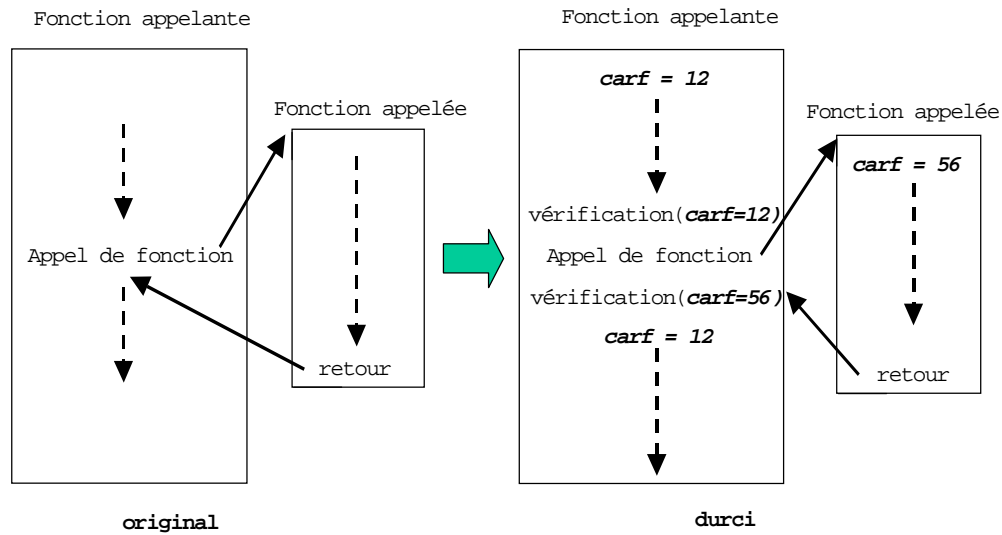 Fonction appelante
Fonction appelée
Appel de fonction
retour
original
Fonction appelante
carf = 12
Fonction appelée
carf = 56
vérification(carf=12)
Appel de fonction
vérification(carf=56)
carf = 12
retour
durci